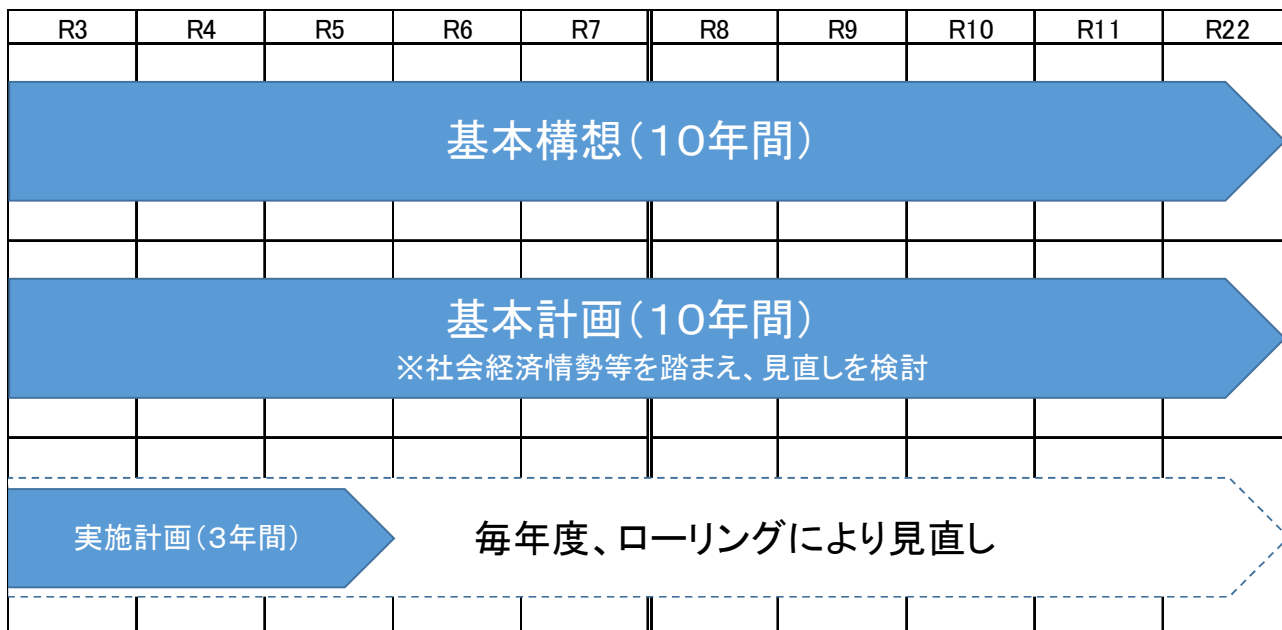 R3 R4 R5 R6 R7 R8 R9 R10 R11 R22
基本構想(10年間)
基本計画(10年間)
※社会経済情勢等を踏まえ、見直しを検討
実施計画(3年間) 毎年度、ローリングにより見直し